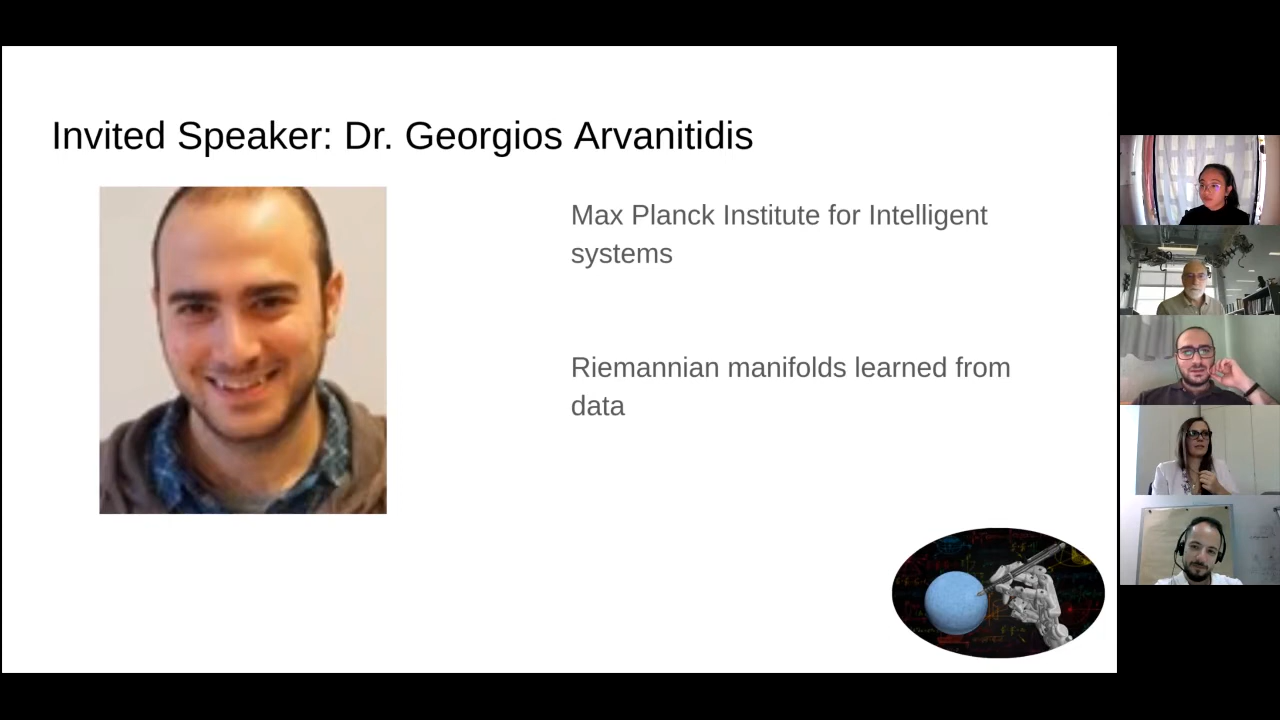 Invited Speaker: Dr. Georgios Arvanitidis
Max Planck Institute for Intelligent
systems
Riemannian manifolds learned from
data